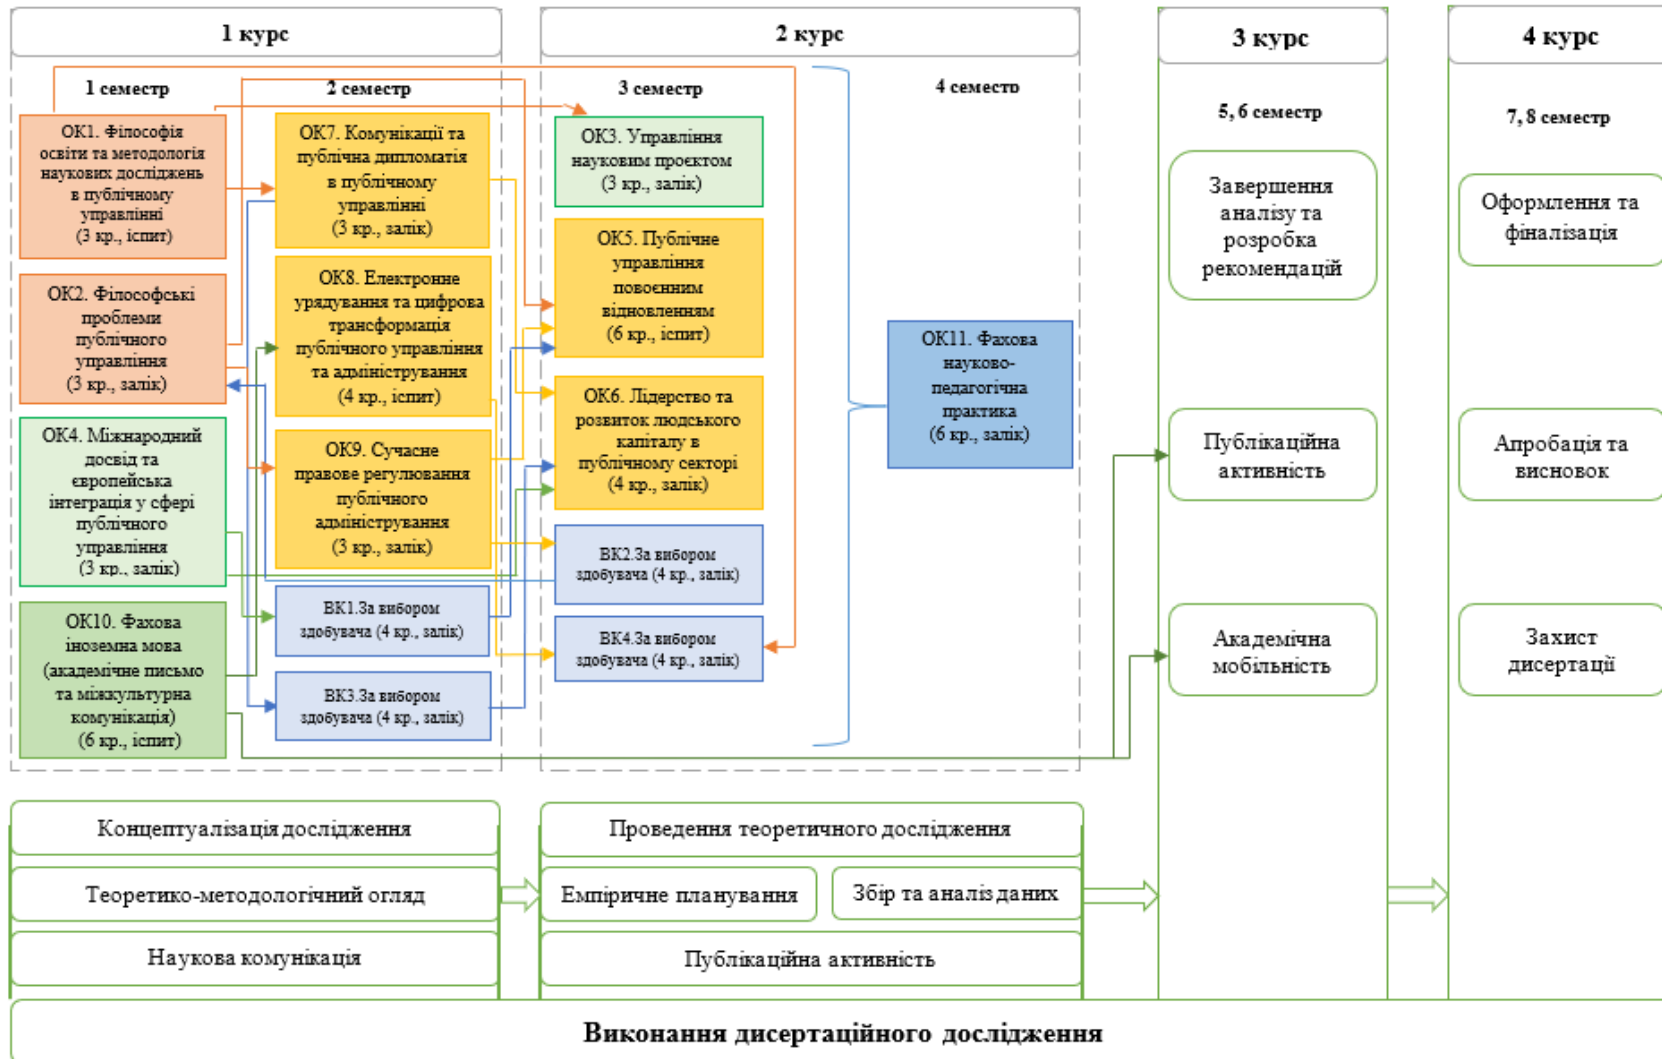 1 курс
2 курс
3 курс
4 курс
1 семестр
2 семестр
3 семестр
4 семестр
5, 6 семестр
7, 8 семестр
ОК1. Філософія
освіти та методологія
наукових досліджень
в публічному
управлінні
(3 кр., іспит)
ОК2. Філософські
проблеми
публічного
управління
(3 кр., залік)
ОК4. Міжнародний
досвід та
європейська
інтеграція у сфері
публічного
управління
(3 кр., залік)
ОК10. Фахова
іноземна мова
(академічне письмо
та міжкультурна
комунікація)
(6 кр., іспит)
ОК7. Комунікації та
публічна дипломатія
в публічному
управлінні
(3 кр., залік)
ОК8. Електронне
урядування та цифрова
трансформація
публічного управління
та адміністрування
(4 кр., іспит)
ОК9. Сучасне
правове регулювання
публічного
адміністрування
(3 кр., залік)
ВК1.За вибором
здобувача (4 кр., залік)
ВК3.За вибором
здобувача (4 кр., залік)
ОК3. Управління
науковим проєктом
(3 кр., залік)
ОК5. Публічне
управління
повоєнним
відновленням
(6 кр., іспит)
ОК6. Лідерство та
розвиток людського
капіталу в
публічному секторі
(4 кр., залік)
ВК2.За вибором
здобувача (4 кр., залік)
ВК4.За вибором
здобувача (4 кр., залік)
ОК11. Фахова
науково-
педагогічна
практика
(6 кр., залік)
Завершення
аналізу та
розробка
рекомендацій
Публікаційна
активність
Академічна
мобільність
Оформлення та
фіналізація
Апробація та
висновок
Захист
дисертації
Концептуалізація дослідження
Теоретико-методологічний огляд
Наукова комунікація
Проведення теоретичного дослідження
Емпіричне планування
Збір та аналіз даних
Публікаційна активність
Виконання дисертаційного дослідження